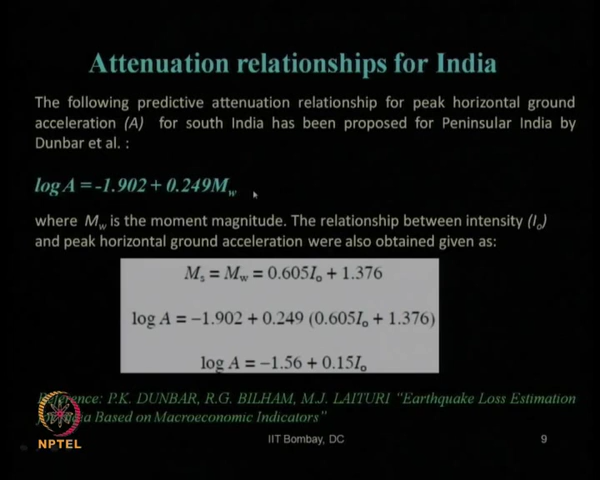 Attenuation relationships for India
The following predictive attenuation relationship for peak horizontal ground
acceleration (A) for south India has been proposed for Peninsular India by
Dunbar et al. :
log A = -1.902 + 0.249Mw
where Mw is the moment magnitude. The relationship between intensity (Io)
and peak horizontal ground acceleration were also obtained given as:
Ms = Mw = 0.605Io + 1.376
log A = −1.902 + 0.249 (0.605Io + 1.376)
log A = −1.56 + 0.15Io
P.K. DUNBAR, R.G. BILHAM, M.J. LAITURI "Earthquake Loss Estimation
Based on Macroeconomic Indicators"
NPTEL
IIT Bombay, DC
9